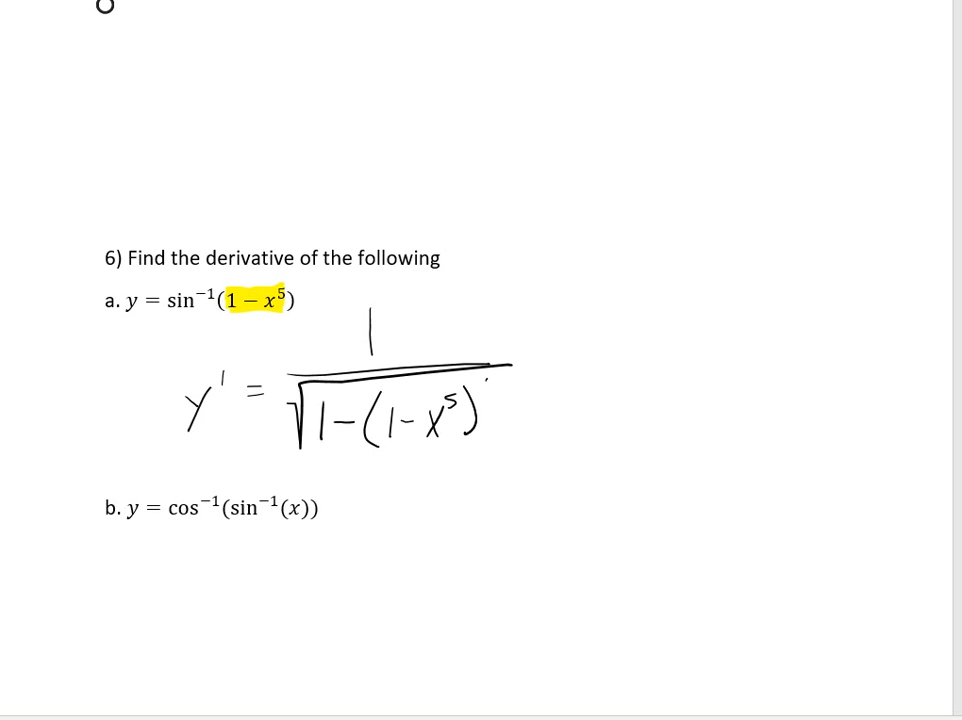 6) Find the derivative of the following
a. y = sin⁻¹(1 − x⁵)
y' = 1/√(1-(1-x⁵)
b. y = cos⁻¹(sin⁻¹(x))